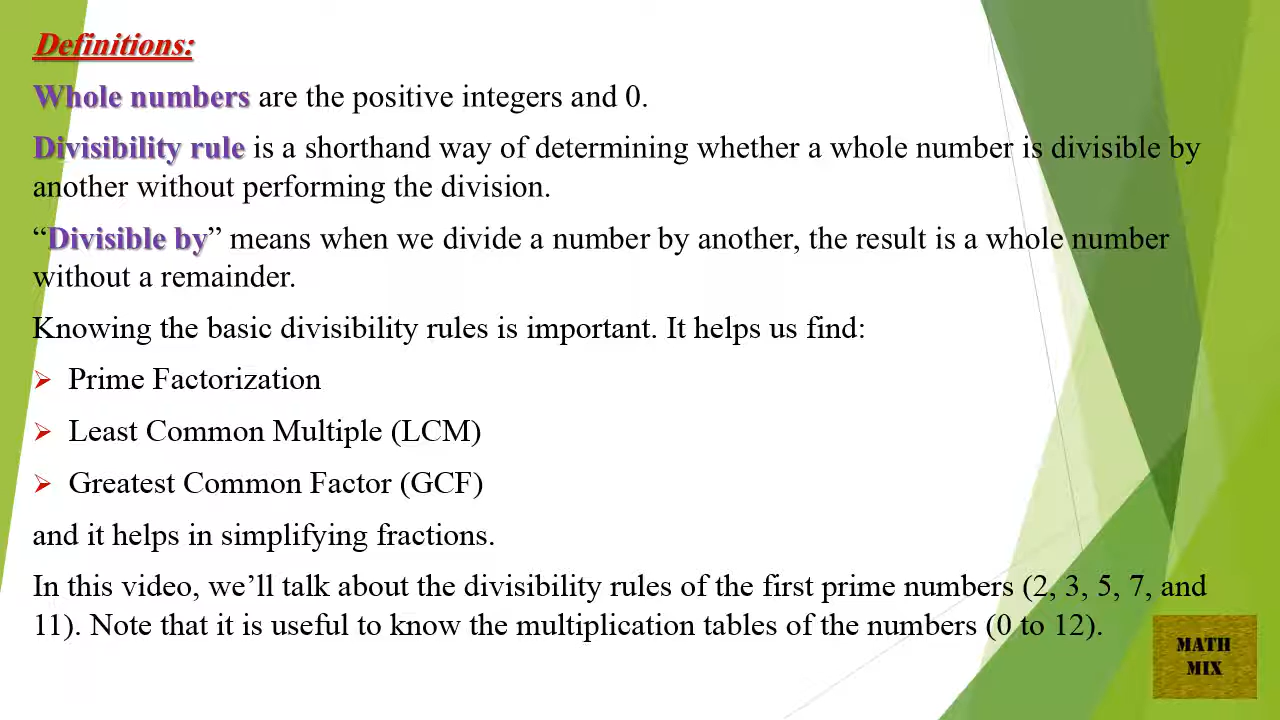 Definitions:
Whole numbers are the positive integers and 0.
Divisibility rule is a shorthand way of determining whether a whole number is divisible by
another without performing the division.
“Divisible by” means when we divide a number by another, the result is a whole number
without a remainder.
Knowing the basic divisibility rules is important. It helps us find:
➢ Prime Factorization
➢ Least Common Multiple (LCM)
➢ Greatest Common Factor (GCF)
and it helps in simplifying fractions.
In this video, we’ll talk about the divisibility rules of the first prime numbers (2, 3, 5, 7, and
11). Note that it is useful to know the multiplication tables of the numbers (0 to 12).
MATH
MIX